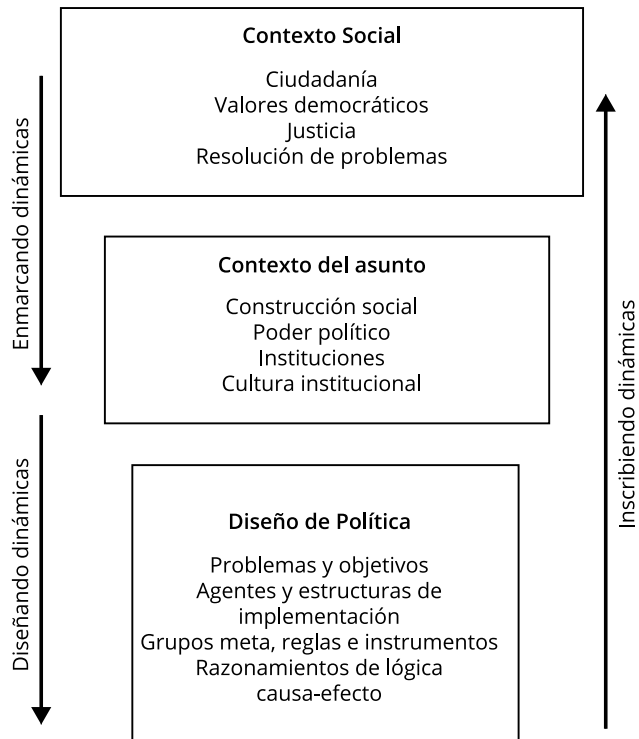 Contexto Social
Ciudadanía
Valores democráticos
Justicia
Resolución de problemas
Enmarcando dinámicas
Contexto del asunto
Construcción social
Poder político
Instituciones
Cultura institucional
Inscribiendo dinámicas
Diseñando dinámicas
Diseño de Política
Problemas y objetivos
Agentes y estructuras de
implementación
Grupos meta, reglas e instrumentos
Razonamientos de lógica
causa-efecto